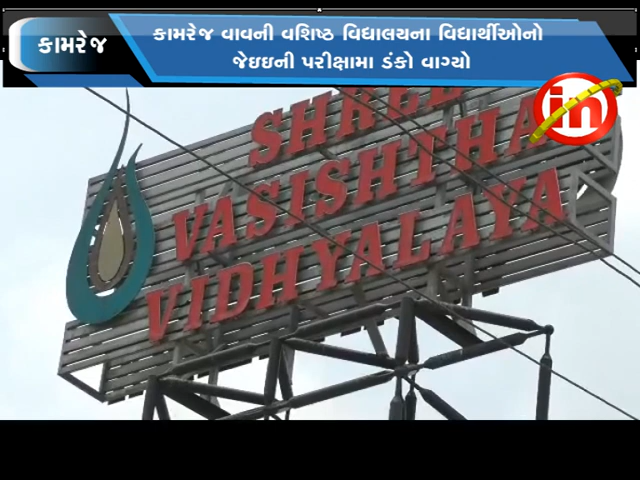 કામરેજ
કામરેજ વાવની વશિષ્ઠ વિધાલયના વિદ્યાર્થીઓનો
જેઇઇની પરીક્ષામા ડંકો વાગ્યો
in
SHREE
VASISHTHA
VIDHYALAYA